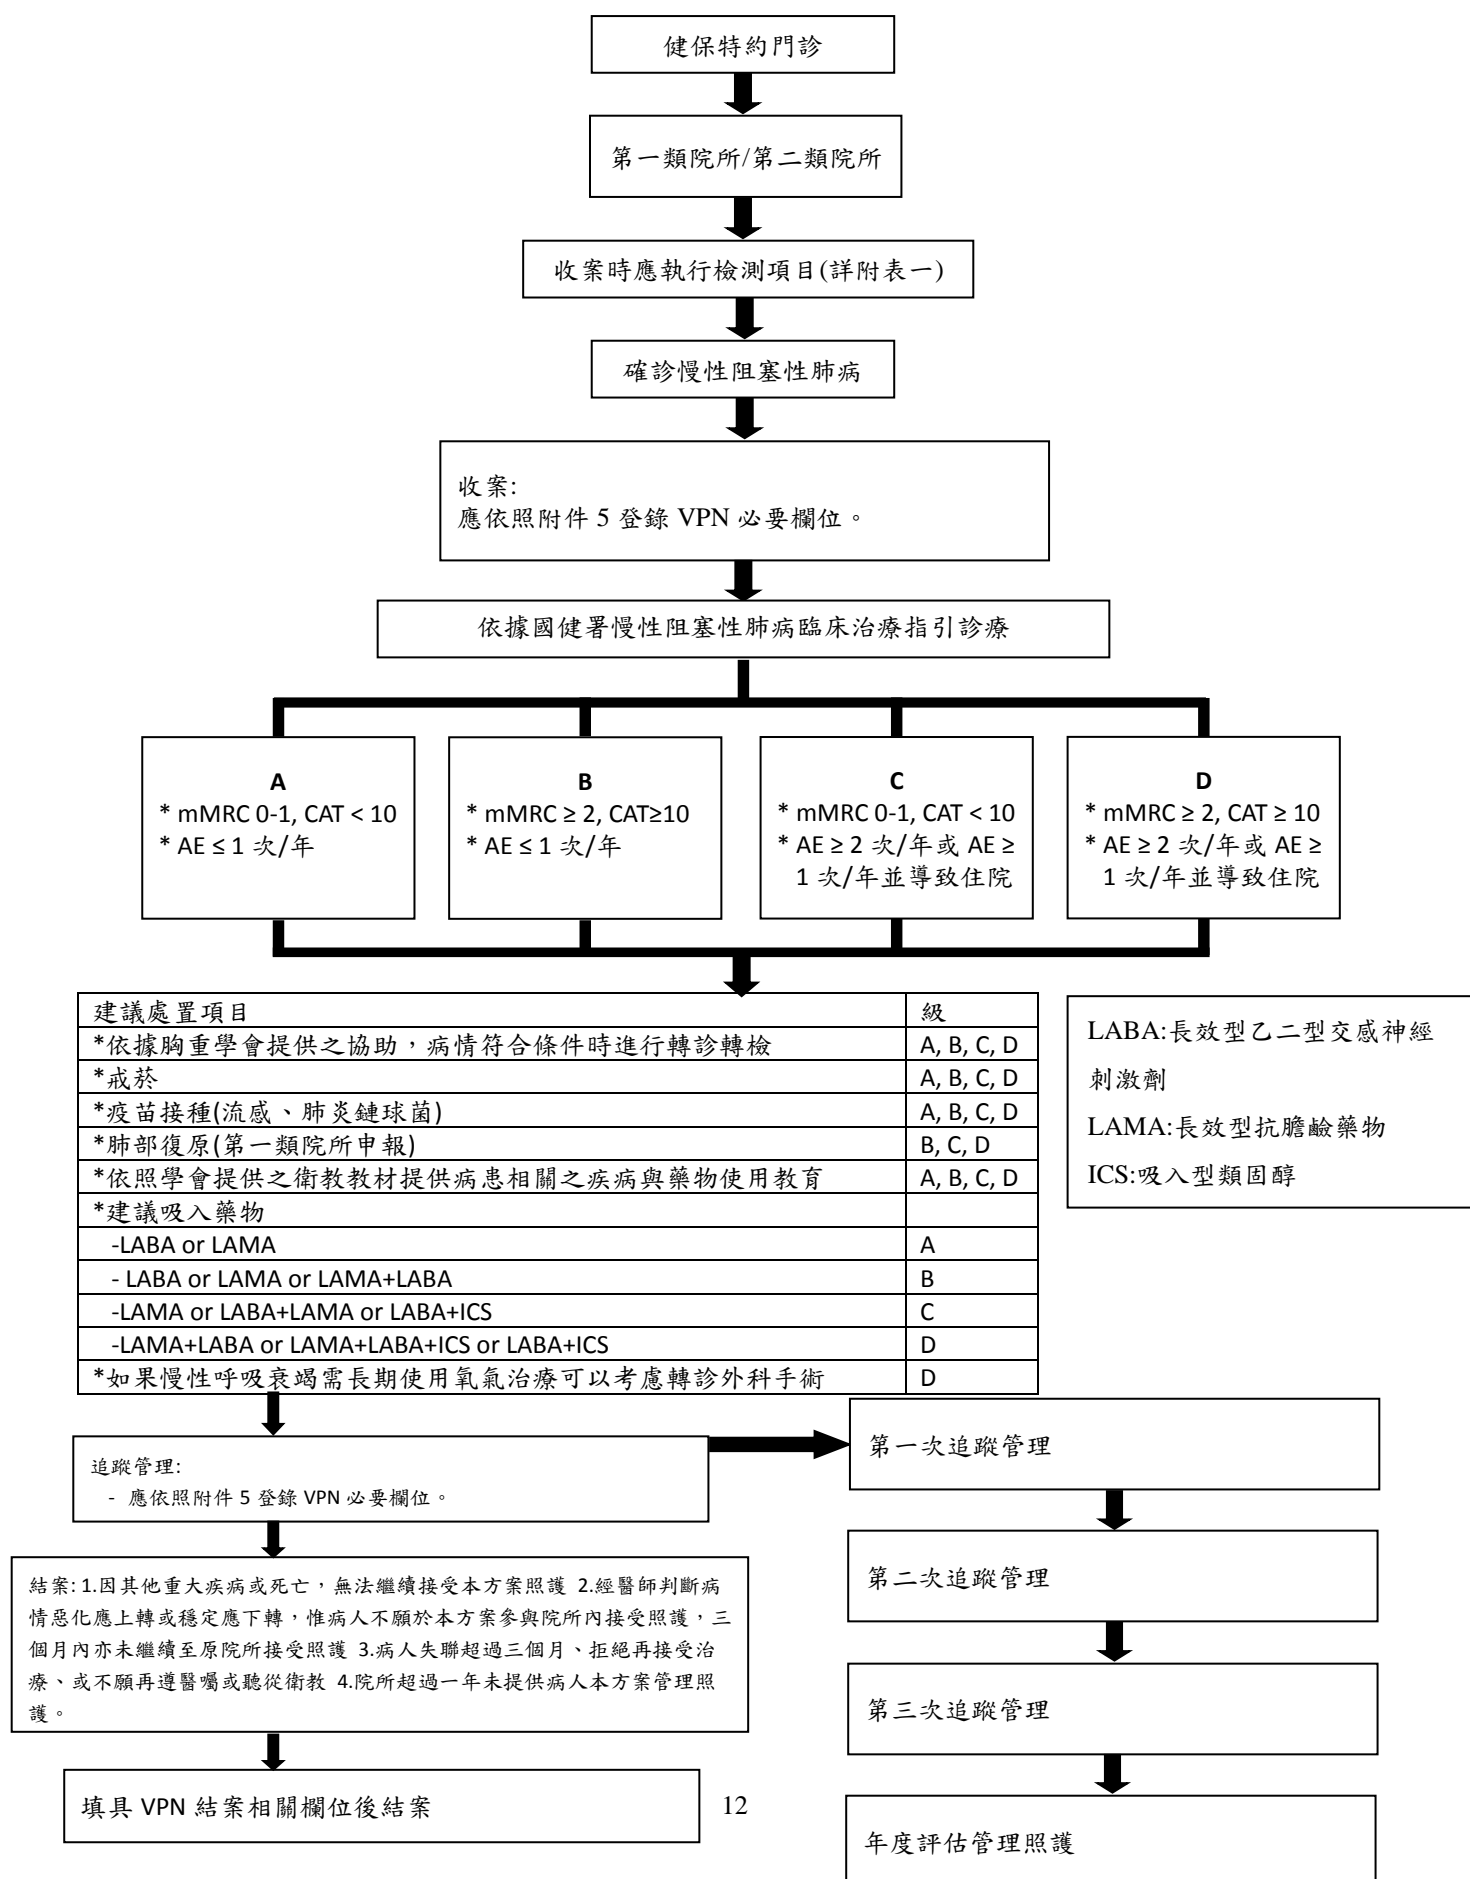 健保特約門診
第一類院所/第二類院所
收案時應執行檢測項目(詳附表一)
確診慢性阻塞性肺病
收案:
應依照附件 5 登錄 VPN 必要欄位。
依據國健署慢性阻塞性肺病臨床治療指引診療
A
* mMRC 0-1, CAT < 10
* AE ≤ 1 次/年
B
* mMRC ≥ 2, CAT≥10
* AE ≤ 1 次/年
C
* mMRC 0-1, CAT < 10
* AE ≥ 2 次/年或 AE ≥
1 次/年並導致住院
D
* mMRC ≥ 2, CAT ≥ 10
* AE ≥ 2 次/年或 AE ≥
1 次/年並導致住院
建議處置項目 級
*依據胸重學會提供之協助，病情符合條件時進行轉診轉檢 A, B, C, D
*戒菸 A, B, C, D
*疫苗接種(流感、肺炎鏈球菌) A, B, C, D
*肺部復原(第一類院所申報) B, C, D
*依照學會提供之衛教教材提供病患相關之疾病與藥物使用教育 A, B, C, D
*建議吸入藥物
-LABA or LAMA A
- LABA or LAMA or LAMA+LABA B
-LAMA or LABA+LAMA or LABA+ICS C
-LAMA+LABA or LAMA+LABA+ICS or LABA+ICS D
*如果慢性呼吸衰竭需長期使用氧氣治療可以考慮轉診外科手術 D
LABA:長效型乙二型交感神經
刺激劑
LAMA:長效型抗膽鹼藥物
ICS:吸入型類固醇
追蹤管理:
- 應依照附件 5 登錄 VPN 必要欄位。
結案: 1.因其他重大疾病或死亡，無法繼續接受本方案照護 2.經醫師判斷病
情惡化應上轉或穩定應下轉，惟病人不願於本方案參與院所內接受照護，三
個月內亦未繼續至原院所接受照護 3.病人失聯超過三個月、拒絕再接受治
療、或不願再遵醫囑或聽從衛教 4.院所超過一年未提供病人本方案管理照
護。
填具 VPN 結案相關欄位後結案
第一次追蹤管理
第二次追蹤管理
第三次追蹤管理
年度評估管理照護
12